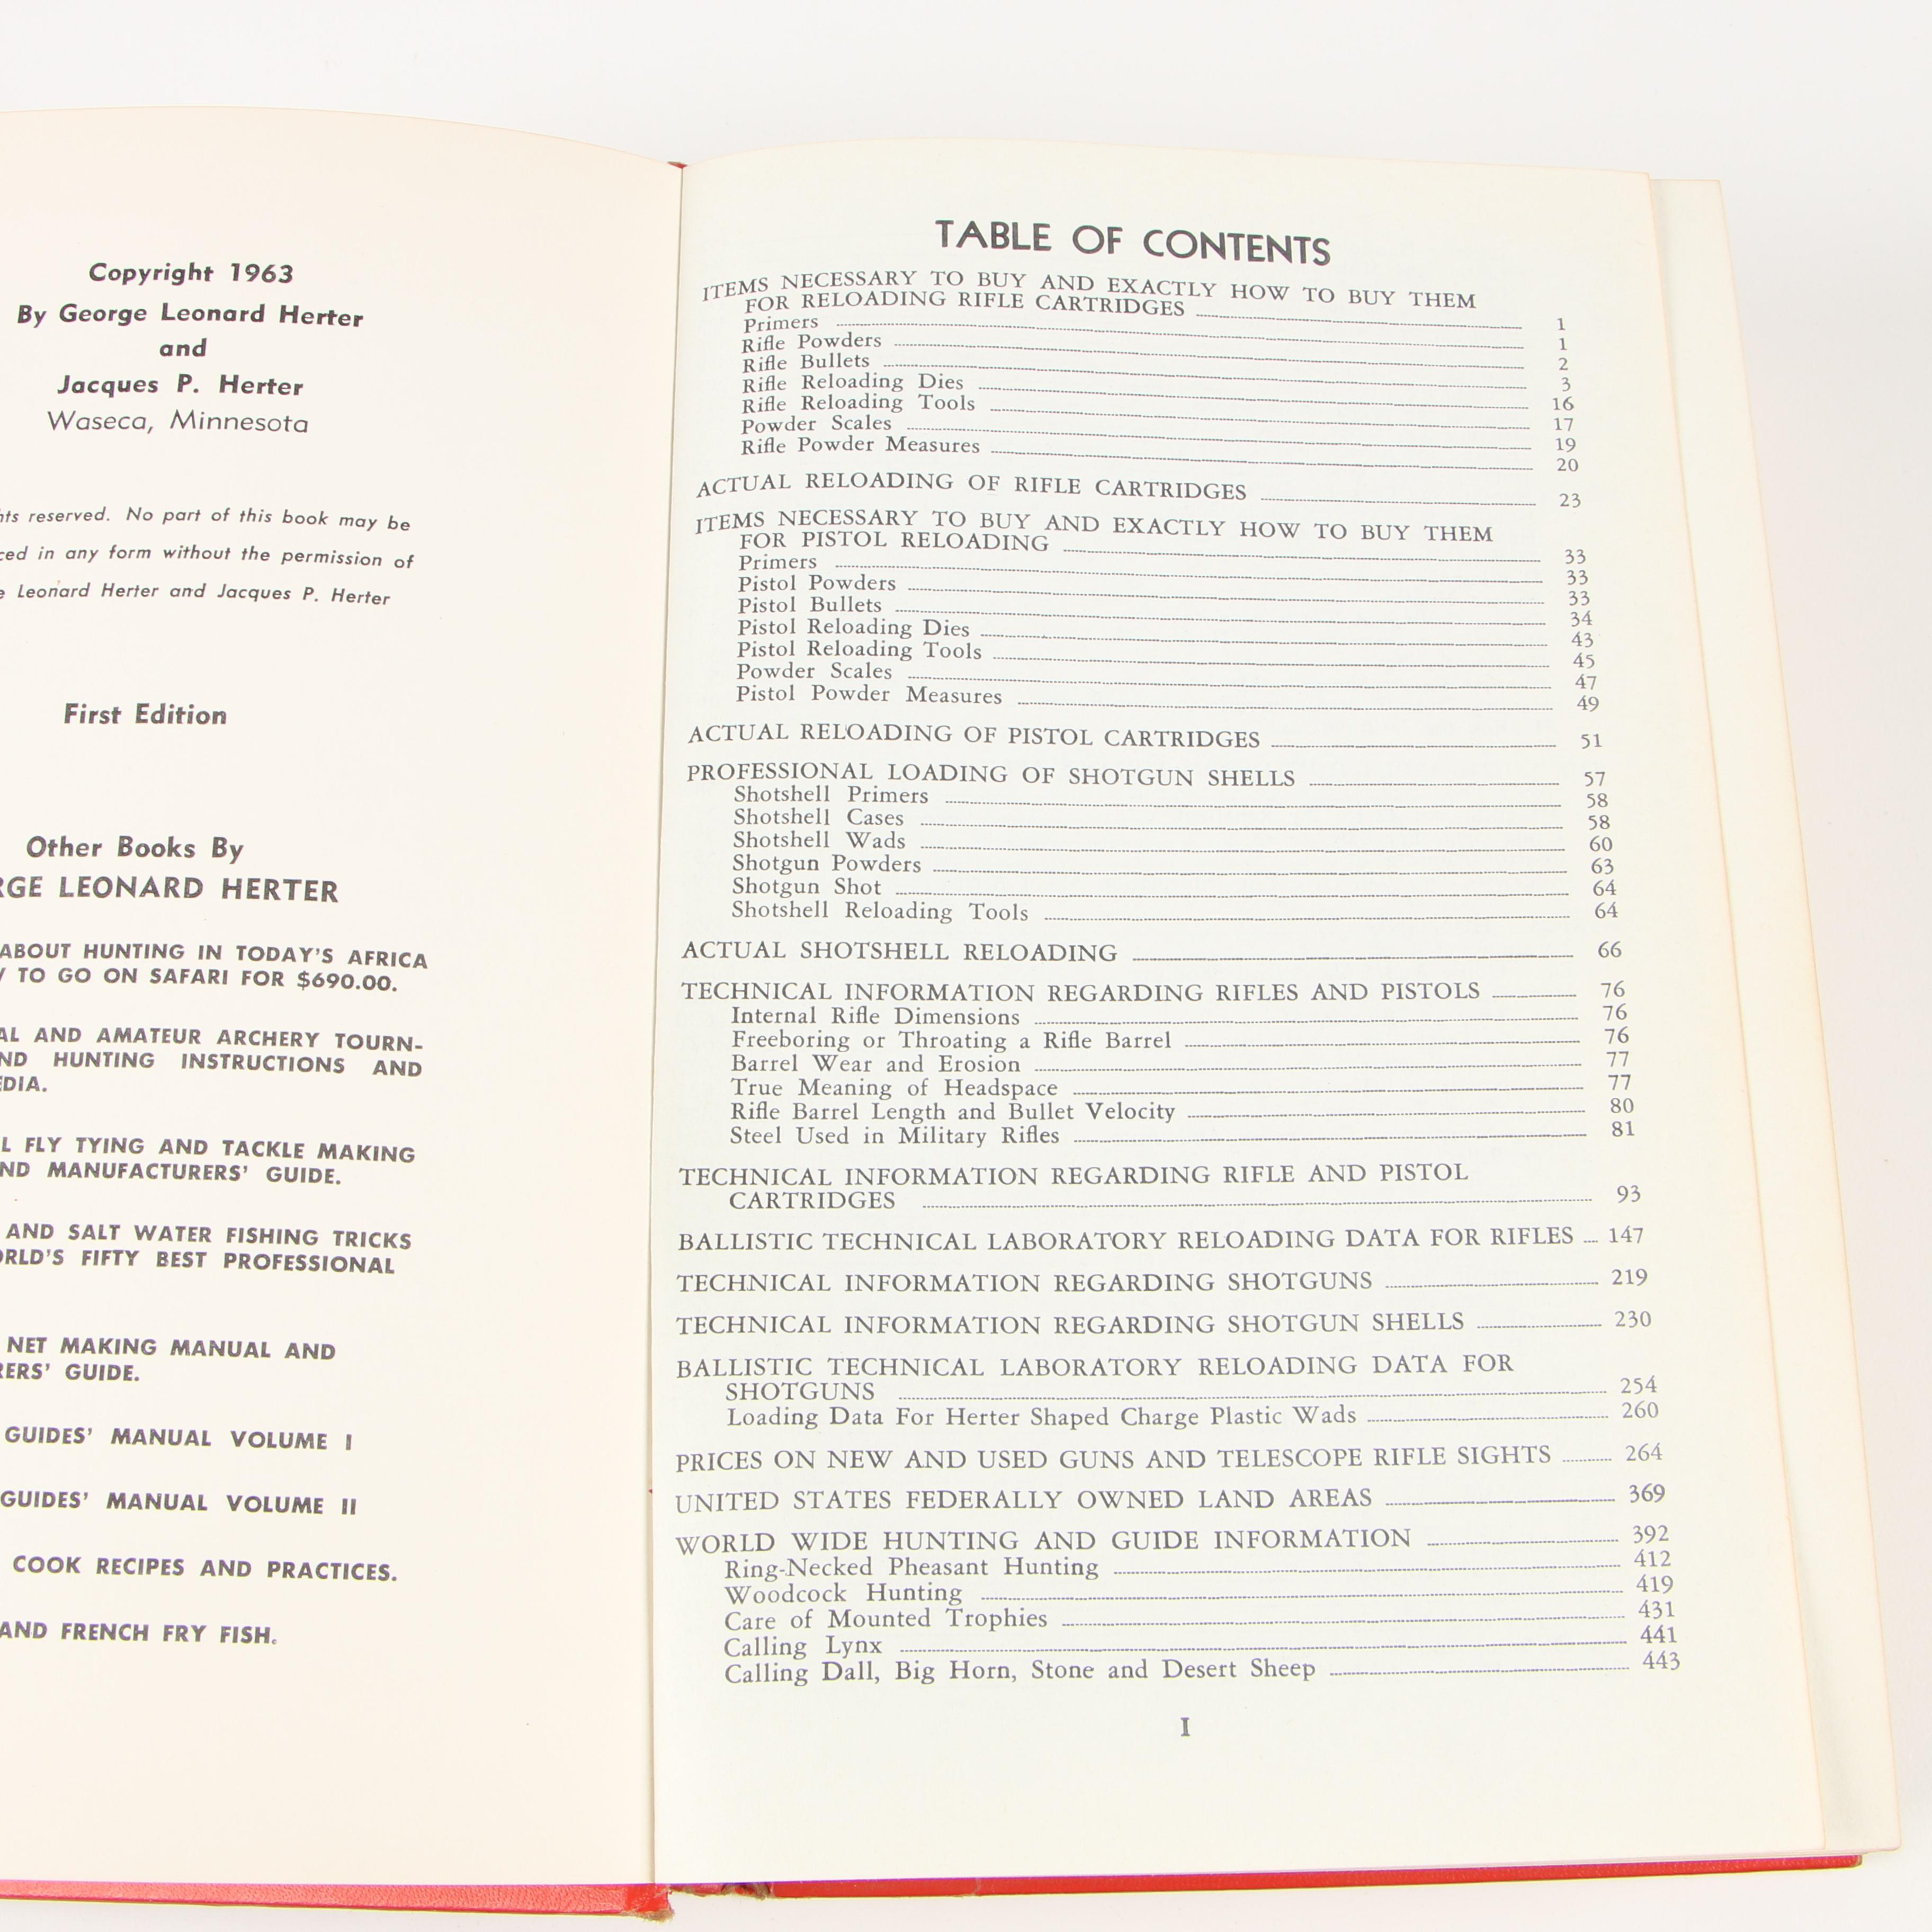 Copyright 1963
By George Leonard Herter
and
Jacques P. Herter
Waseca, Minnesota
reserved. No part of this book may be
in any form without the permission of
Leonard Herter and Jacques P. Herter
First Edition
Other Books By
LEONARD HERTER
ABOUT HUNTING IN TODAY'S AFRICA
TO GO ON SAFARI FOR $690.00.
AND AMATEUR ARCHERY TOURN-
HUNTING INSTRUCTIONS AND
FLY TYING AND TACKLE MAKING
MANUFACTURERS' GUIDE.
AND SALT WATER FISHING TRICKS
FIFTY BEST PROFESSIONAL
NET MAKING MANUAL AND
GUIDE.
GUIDES' MANUAL VOLUME I
GUIDES' MANUAL VOLUME II
COOK RECIPES AND PRACTICES.
AND FRENCH FRY FISH.
TABLE OF CONTENTS
ITEMS NECESSARY TO BUY AND EXACTLY HOW TO BUY THEM
FOR RELOADING RIFLE CARTRIDGES 1
Primers 1
Rifle Powders 2
Rifle Bullets 3
Rifle Reloading Dies 16
Rifle Reloading Tools 17
Powder Scales 19
Rifle Powder Measures 20
ACTUAL RELOADING OF RIFLE CARTRIDGES 23
ITEMS NECESSARY TO BUY AND EXACTLY HOW TO BUY THEM
FOR PISTOL RELOADING 33
Primers 33
Pistol Powders 33
Pistol Bullets 34
Pistol Reloading Dies 43
Pistol Reloading Tools 45
Powder Scales 47
Pistol Powder Measures 49
ACTUAL RELOADING OF PISTOL CARTRIDGES 51
PROFESSIONAL LOADING OF SHOTGUN SHELLS 57
Shotshell Primers 58
Shotshell Cases 58
Shotshell Wads 60
Shotgun Powders 63
Shotgun Shot 64
Shotshell Reloading Tools 64
ACTUAL SHOTSHELL RELOADING 66
TECHNICAL INFORMATION REGARDING RIFLES AND PISTOLS 76
Internal Rifle Dimensions 76
Freeboring or Throating a Rifle Barrel 76
Barrel Wear and Erosion 77
True Meaning of Headspace 77
Rifle Barrel Length and Bullet Velocity 80
Steel Used in Military Rifles 81
TECHNICAL INFORMATION REGARDING RIFLE AND PISTOL
CARTRIDGES 93
BALLISTIC TECHNICAL LABORATORY RELOADING DATA FOR RIFLES 147
TECHNICAL INFORMATION REGARDING SHOTGUNS 219
TECHNICAL INFORMATION REGARDING SHOTGUN SHELLS 230
BALLISTIC TECHNICAL LABORATORY RELOADING DATA FOR
SHOTGUNS 254
Loading Data For Herter Shaped Charge Plastic Wads 260
PRICES ON NEW AND USED GUNS AND TELESCOPE RIFLE SIGHTS 264
UNITED STATES FEDERALLY OWNED LAND AREAS 369
WORLD WIDE HUNTING AND GUIDE INFORMATION 392
Ring-Necked Pheasant Hunting 412
Woodcock Hunting 419
Care of Mounted Trophies 431
Calling Lynx 441
Calling Dall, Big Horn, Stone and Desert Sheep 443
I